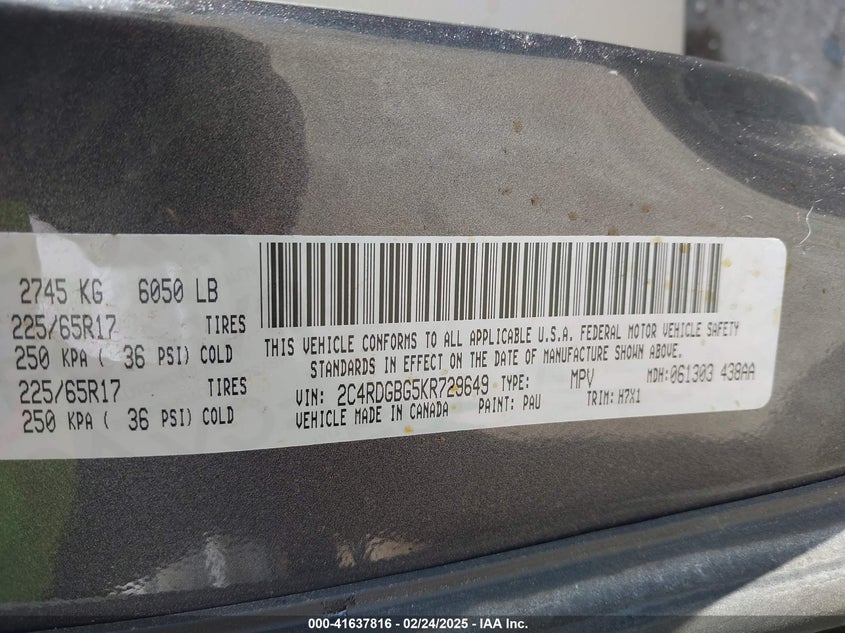 2745 KG 6050 LB
225/65R17 TIRES
250 KPA ( 36 PSI) COLD
225/65R17 TIRES
250 KPA ( 36 PSI) COLD
THIS VEHICLE CONFORMS TO ALL APPLICABLE U.S.A. FEDERAL MOTOR VEHICLE SAFETY
STANDARDS IN EFFECT ON THE DATE OF MANUFACTURE SHOWN ABOVE.
VIN: 2C4RDGBG5KR729649 TYPE: MPV MDH:061303 438AA
VEHICLE MADE IN CANADA PAINT: PAU TRIM: H7X1
000-41637816 - 02/24/2025 - IAA Inc.